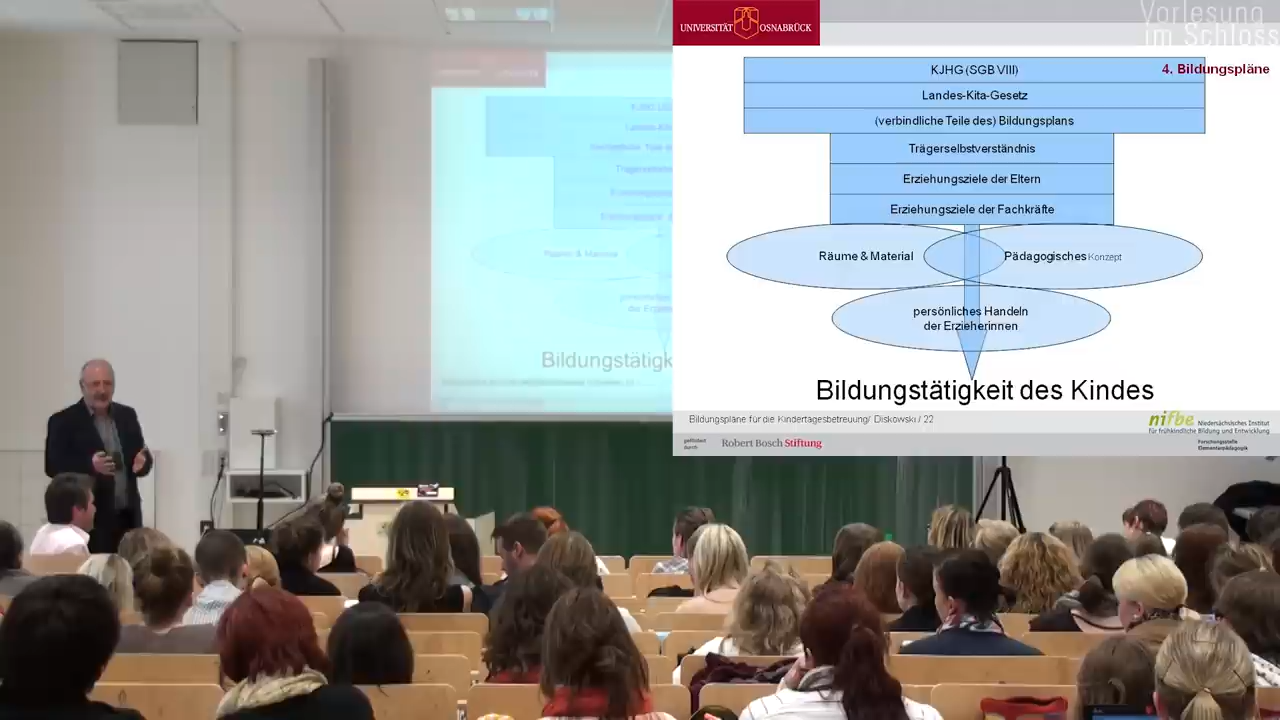 UNIVERSITÄT OSNABRÜCK
Vorlesung
im Schloss
4. Bildungspläne
KJHG (SGB VIII)
Landes-Kita-Gesetz
(verbindliche Teile des) Bildungsplans
Trägerselbstverständnis
Erziehungsziele der Eltern
Erziehungsziele der Fachkräfte
Räume & Material
Pädagogisches Konzept
persönliches Handeln
der Erzieherinnen
Bildungstätigkeit des Kindes
Bildungspläne für die Kindertagesbetreuung/ Diskowski / 22
gefördert
durch
Robert Bosch Stiftung
nifbe Niedersächsisches Institut
für frühkindliche Bildung und Entwicklung
Forschungsstelle
Elementarpädagogik
Räume & Material
Bildungstätigk